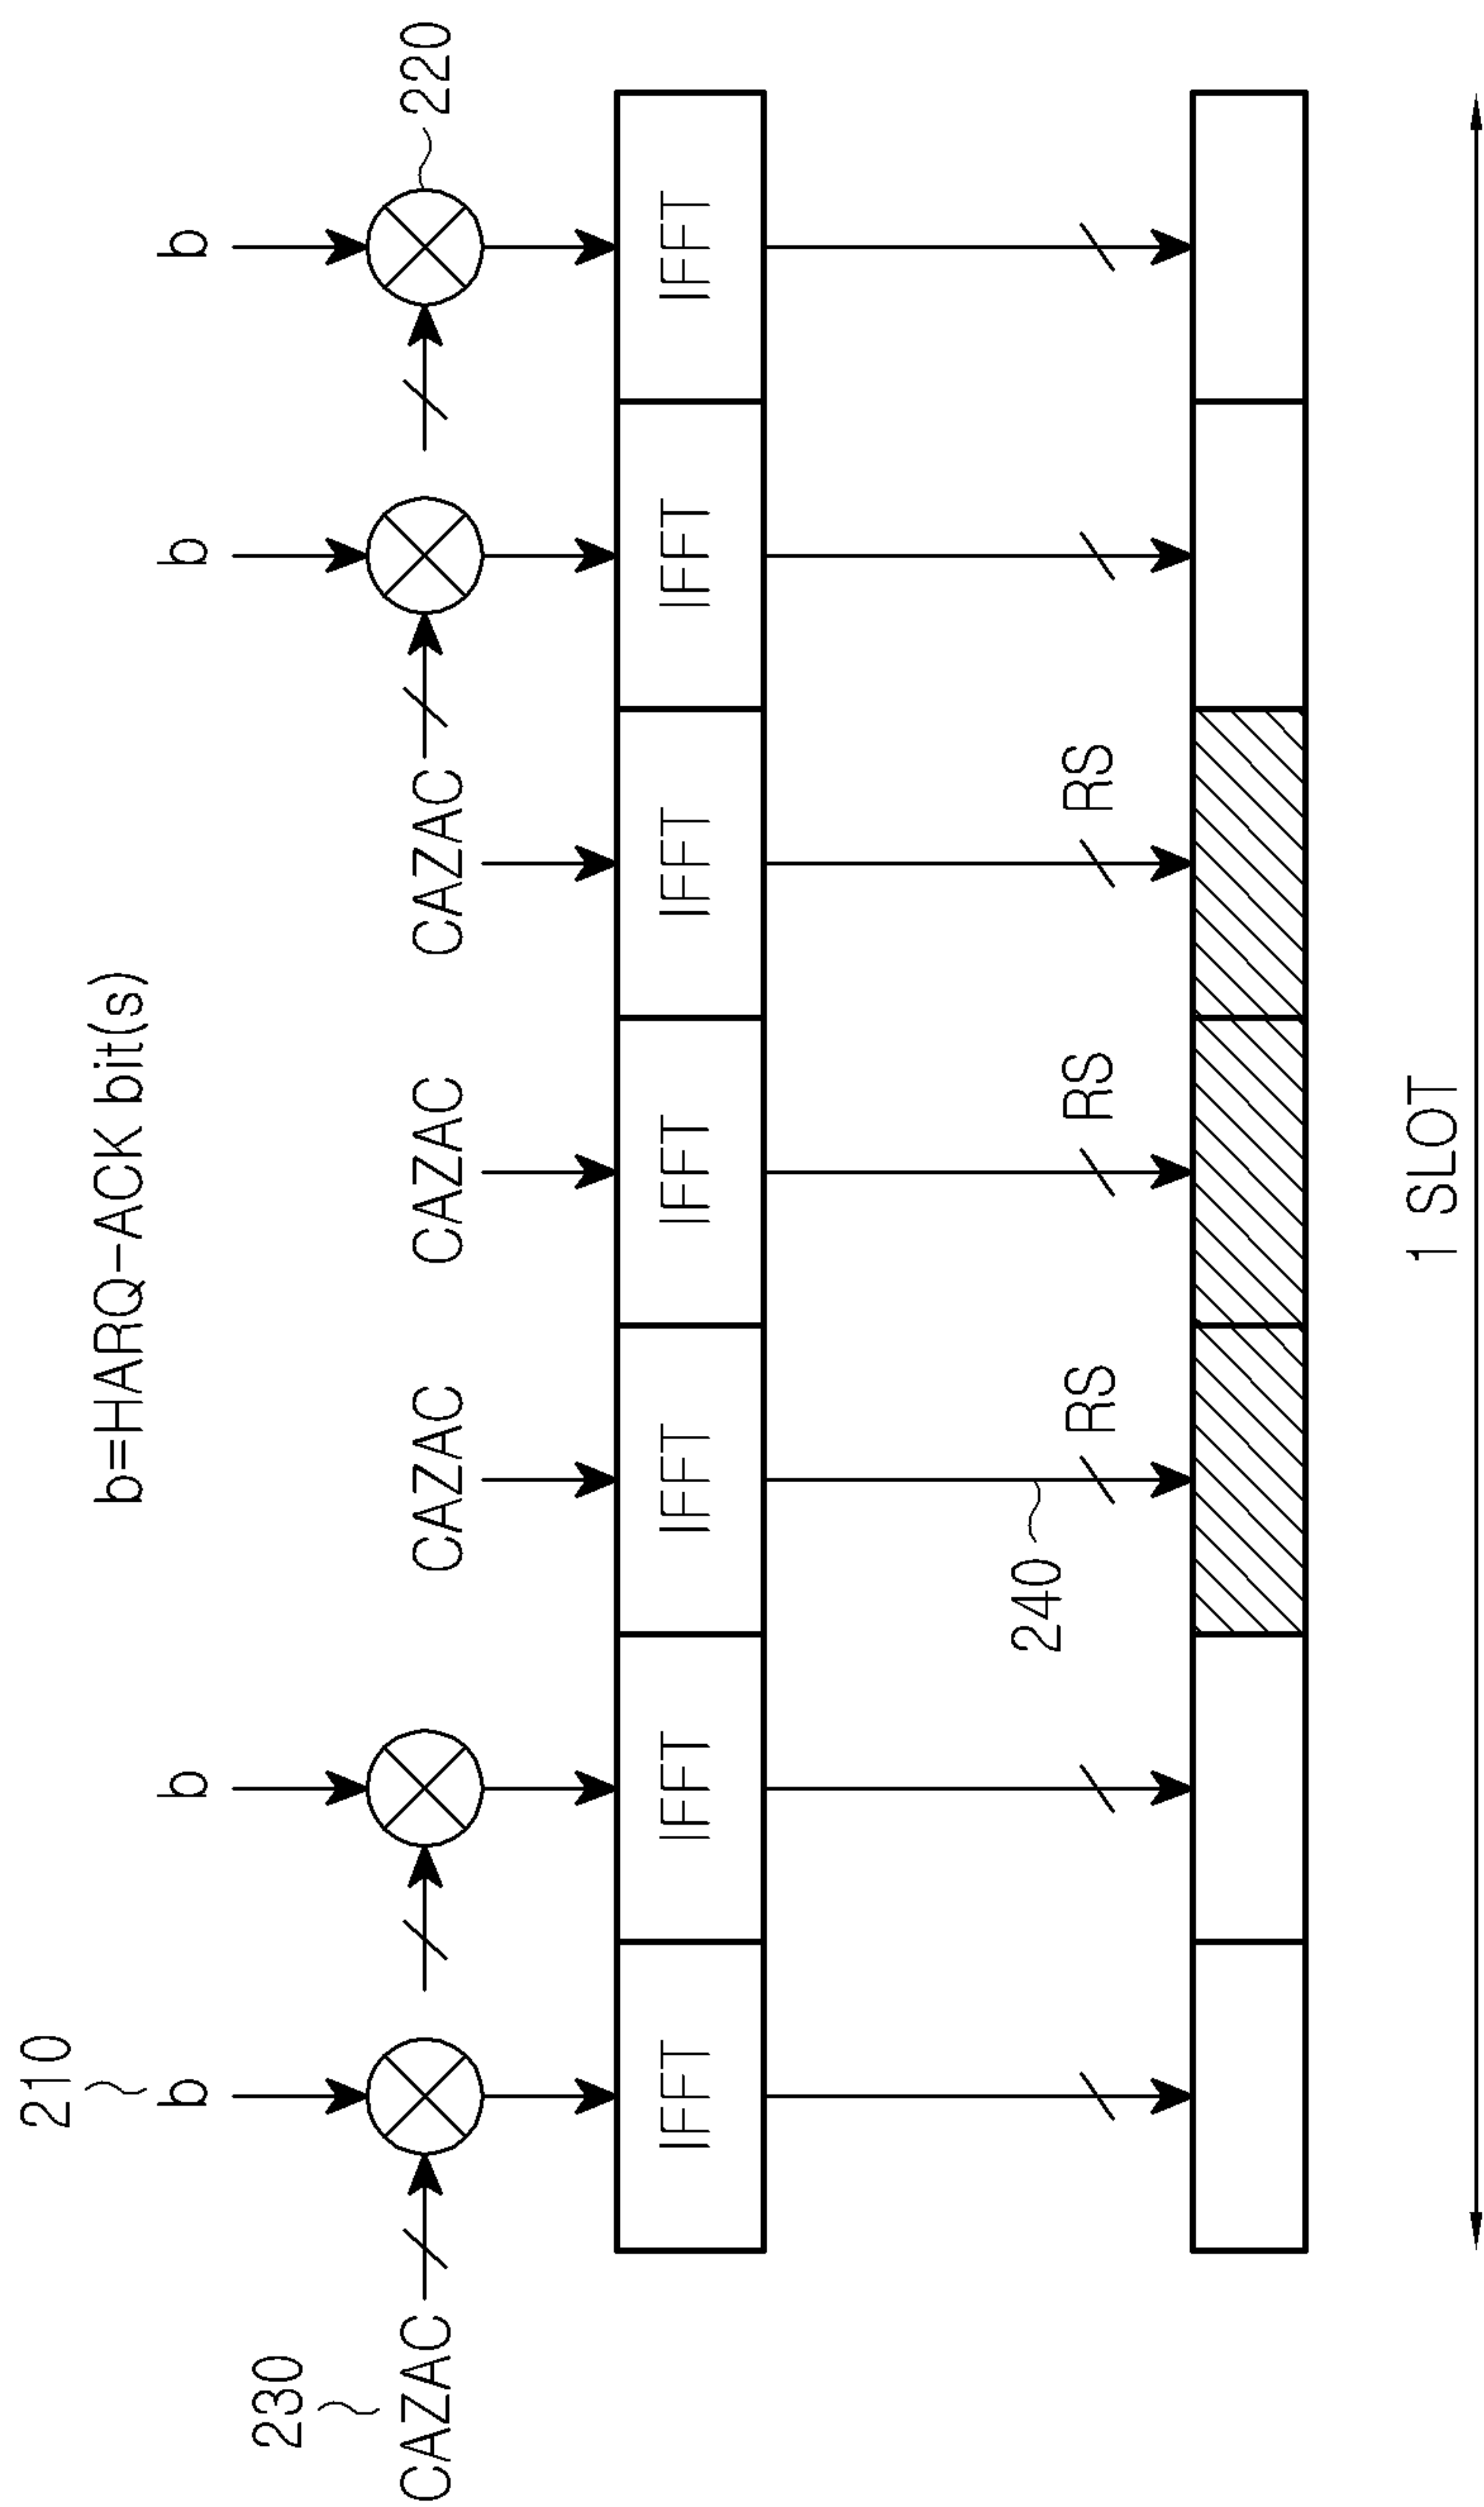 b=HARQ-ACK bit(s)
210
b
b
b
b
230
220
CAZAC
CAZAC
CAZAC
CAZAC
IFFT
IFFT
IFFT
IFFT
IFFT
IFFT
IFFT
240
RS
RS
RS
1 SLOT